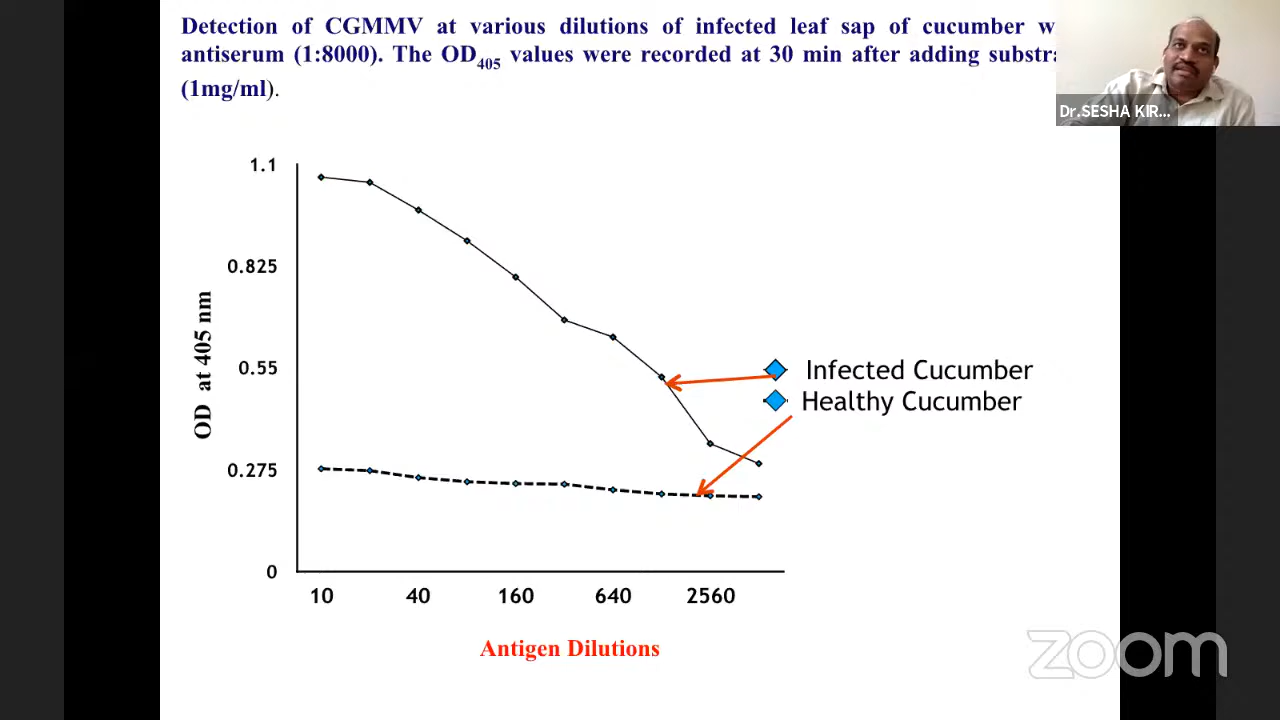 Detection of CGMMV at various dilutions of infected leaf sap of cucumber
antiserum (1:8000). The OD405 values were recorded at 30 min after adding
(1mg/ml).
Dr.SESHA KIR...
1.1
0.825
0.55
0.275
0
OD at 405 nm
Infected Cucumber
Healthy Cucumber
10 40 160 640 2560
Antigen Dilutions
zoom